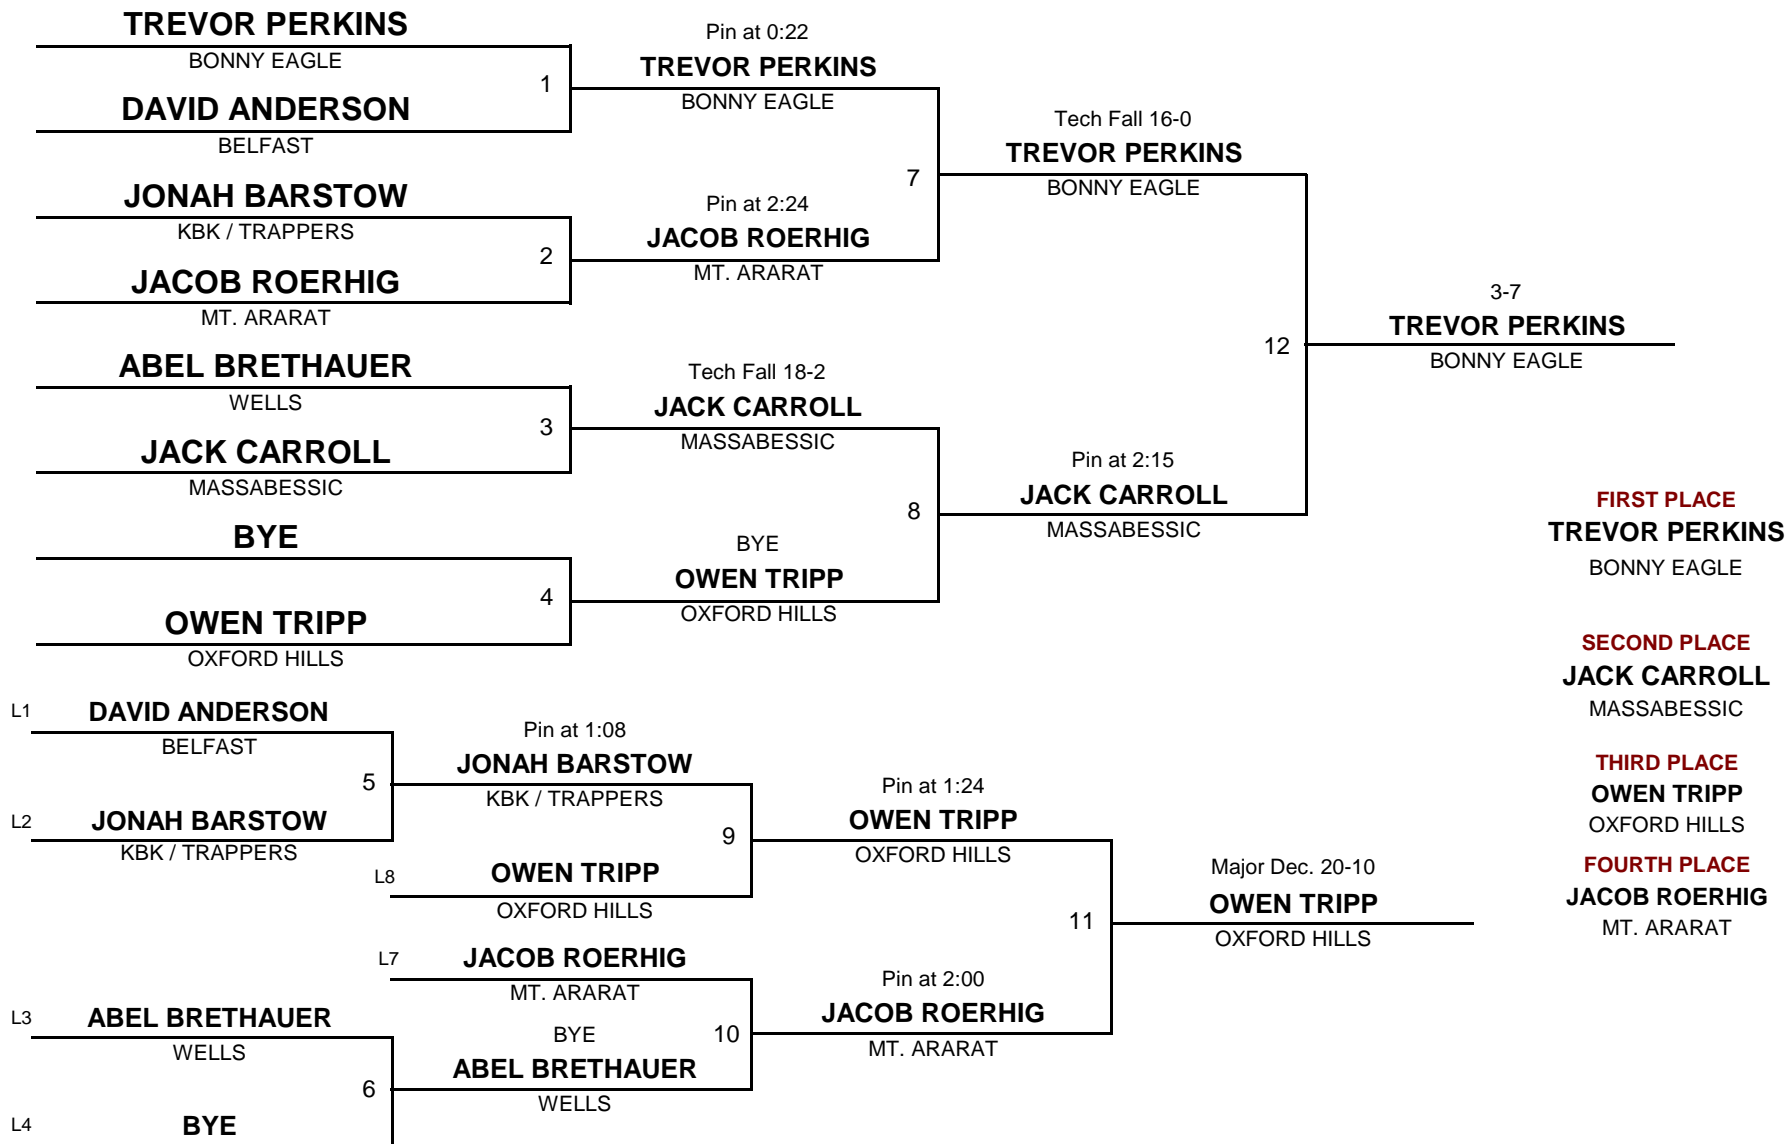 TREVOR PERKINS
BONNY EAGLE
1
DAVID ANDERSON
BELFAST
Pin at 0:22
TREVOR PERKINS
BONNY EAGLE
JONAH BARSTOW
KBK / TRAPPERS
2
JACOB ROERHIG
MT. ARARAT
Pin at 2:24
JACOB ROERHIG
MT. ARARAT
7
Tech Fall 16-0
TREVOR PERKINS
BONNY EAGLE
ABEL BRETHAUER
WELLS
3
JACK CARROLL
MASSABESSIC
Tech Fall 18-2
JACK CARROLL
MASSABESSIC
BYE
4
OWEN TRIPP
OXFORD HILLS
BYE
OWEN TRIPP
OXFORD HILLS
8
Pin at 2:15
JACK CARROLL
MASSABESSIC
12
3-7
TREVOR PERKINS
BONNY EAGLE
FIRST PLACE
TREVOR PERKINS
BONNY EAGLE
SECOND PLACE
JACK CARROLL
MASSABESSIC
THIRD PLACE
OWEN TRIPP
OXFORD HILLS
FOURTH PLACE
JACOB ROERHIG
MT. ARARAT
L1 DAVID ANDERSON
BELFAST
5
L2 JONAH BARSTOW
KBK / TRAPPERS
Pin at 1:08
JONAH BARSTOW
KBK / TRAPPERS
9
L8 OWEN TRIPP
OXFORD HILLS
Pin at 1:24
OWEN TRIPP
OXFORD HILLS
L7 JACOB ROERHIG
MT. ARARAT
L3 ABEL BRETHAUER
WELLS
6
L4 BYE
BYE
ABEL BRETHAUER
WELLS
10
Pin at 2:00
JACOB ROERHIG
MT. ARARAT
11
Major Dec. 20-10
OWEN TRIPP
OXFORD HILLS